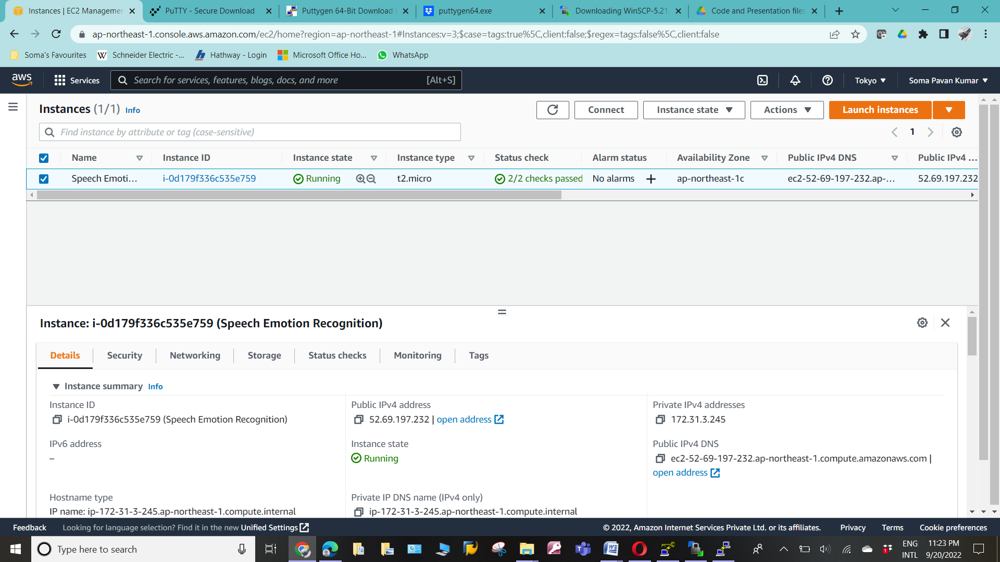 Instances | EC2 Managemen
PuTTY - Secure Download
Puttygen 64-Bit Download
puttygen64.exe
Downloading WinSCP-5.21.
Code and Presentation files
ap-northeast-1.console.aws.amazon.com/ec2/home?region=ap-northeast-1#Instances:v=3;$case=tags:true%5C,client:false;$regex=tags:false%5C,client:false
Soma's Favourites
W Schneider Electric -...
Hathway - Login
Microsoft Office Ho...
WhatsApp
aws
Services
Search for services, features, blogs, docs, and more [Alt+S]
Tokyo
Soma Pavan Kumar
Instances (1/1) Info
Connect
Instance state
Actions
Launch instances
Find instance by attribute or tag (case-sensitive)
1
Name Instance ID Instance state Instance type Status check Alarm status Availability Zone Public IPv4 DNS Public IPv4 ...
Speech Emoti... i-0d179f336c535e759 Running t2.micro 2/2 checks passed No alarms ap-northeast-1c ec2-52-69-197-232.ap-... 52.69.197.232
Instance: i-0d179f336c535e759 (Speech Emotion Recognition)
Details Security Networking Storage Status checks Monitoring Tags
Instance summary Info
Instance ID
i-0d179f336c535e759 (Speech Emotion Recognition)
Public IPv4 address
52.69.197.232 | open address
Private IPv4 addresses
172.31.3.245
IPv6 address
–
Instance state
Running
Public IPv4 DNS
ec2-52-69-197-232.ap-northeast-1.compute.amazonaws.com |
open address
Hostname type
IP name: ip-172-31-3-245.ap-northeast-1.compute.internal
Private IP DNS name (IPv4 only)
ip-172-31-3-245.ap-northeast-1.compute.internal
Feedback
Looking for language selection? Find it in the new Unified Settings
© 2022, Amazon Internet Services Private Ltd. or its affiliates.
Privacy
Terms
Cookie preferences
Type here to search
ENG
INTL
11:23 PM
9/20/2022